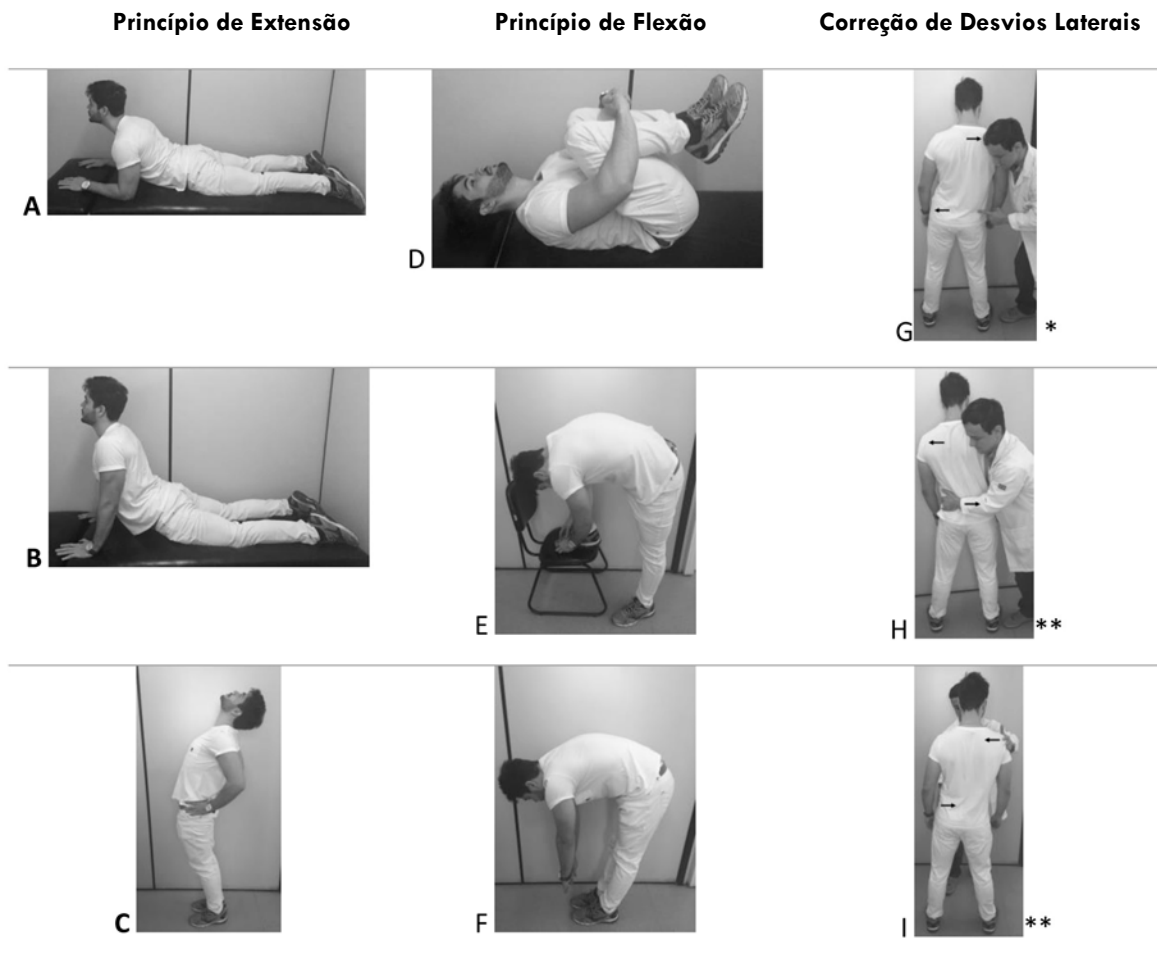 Princípio de Extensão Princípio de Flexão Correção de Desvios Laterais
A D G *
B E H **
C F I **